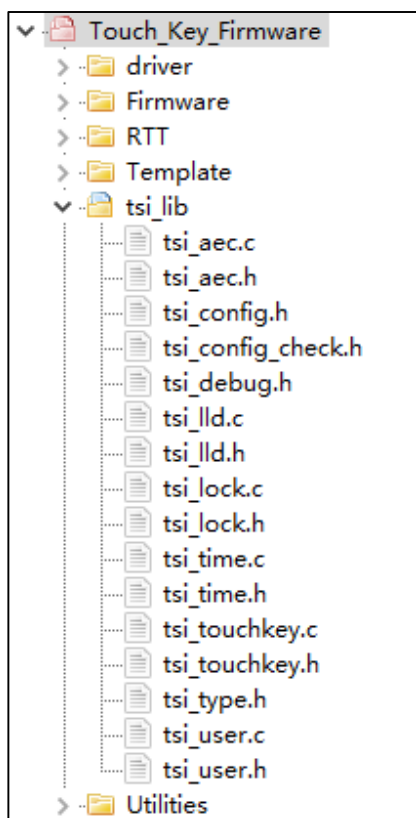 Touch_Key_Firmware
driver
Firmware
RTT
Template
tsi_lib
tsi_aec.c
tsi_aec.h
tsi_config.h
tsi_config_check.h
tsi_debug.h
tsi_lld.c
tsi_lld.h
tsi_lock.c
tsi_lock.h
tsi_time.c
tsi_time.h
tsi_touchkey.c
tsi_touchkey.h
tsi_type.h
tsi_user.c
tsi_user.h
Utilities